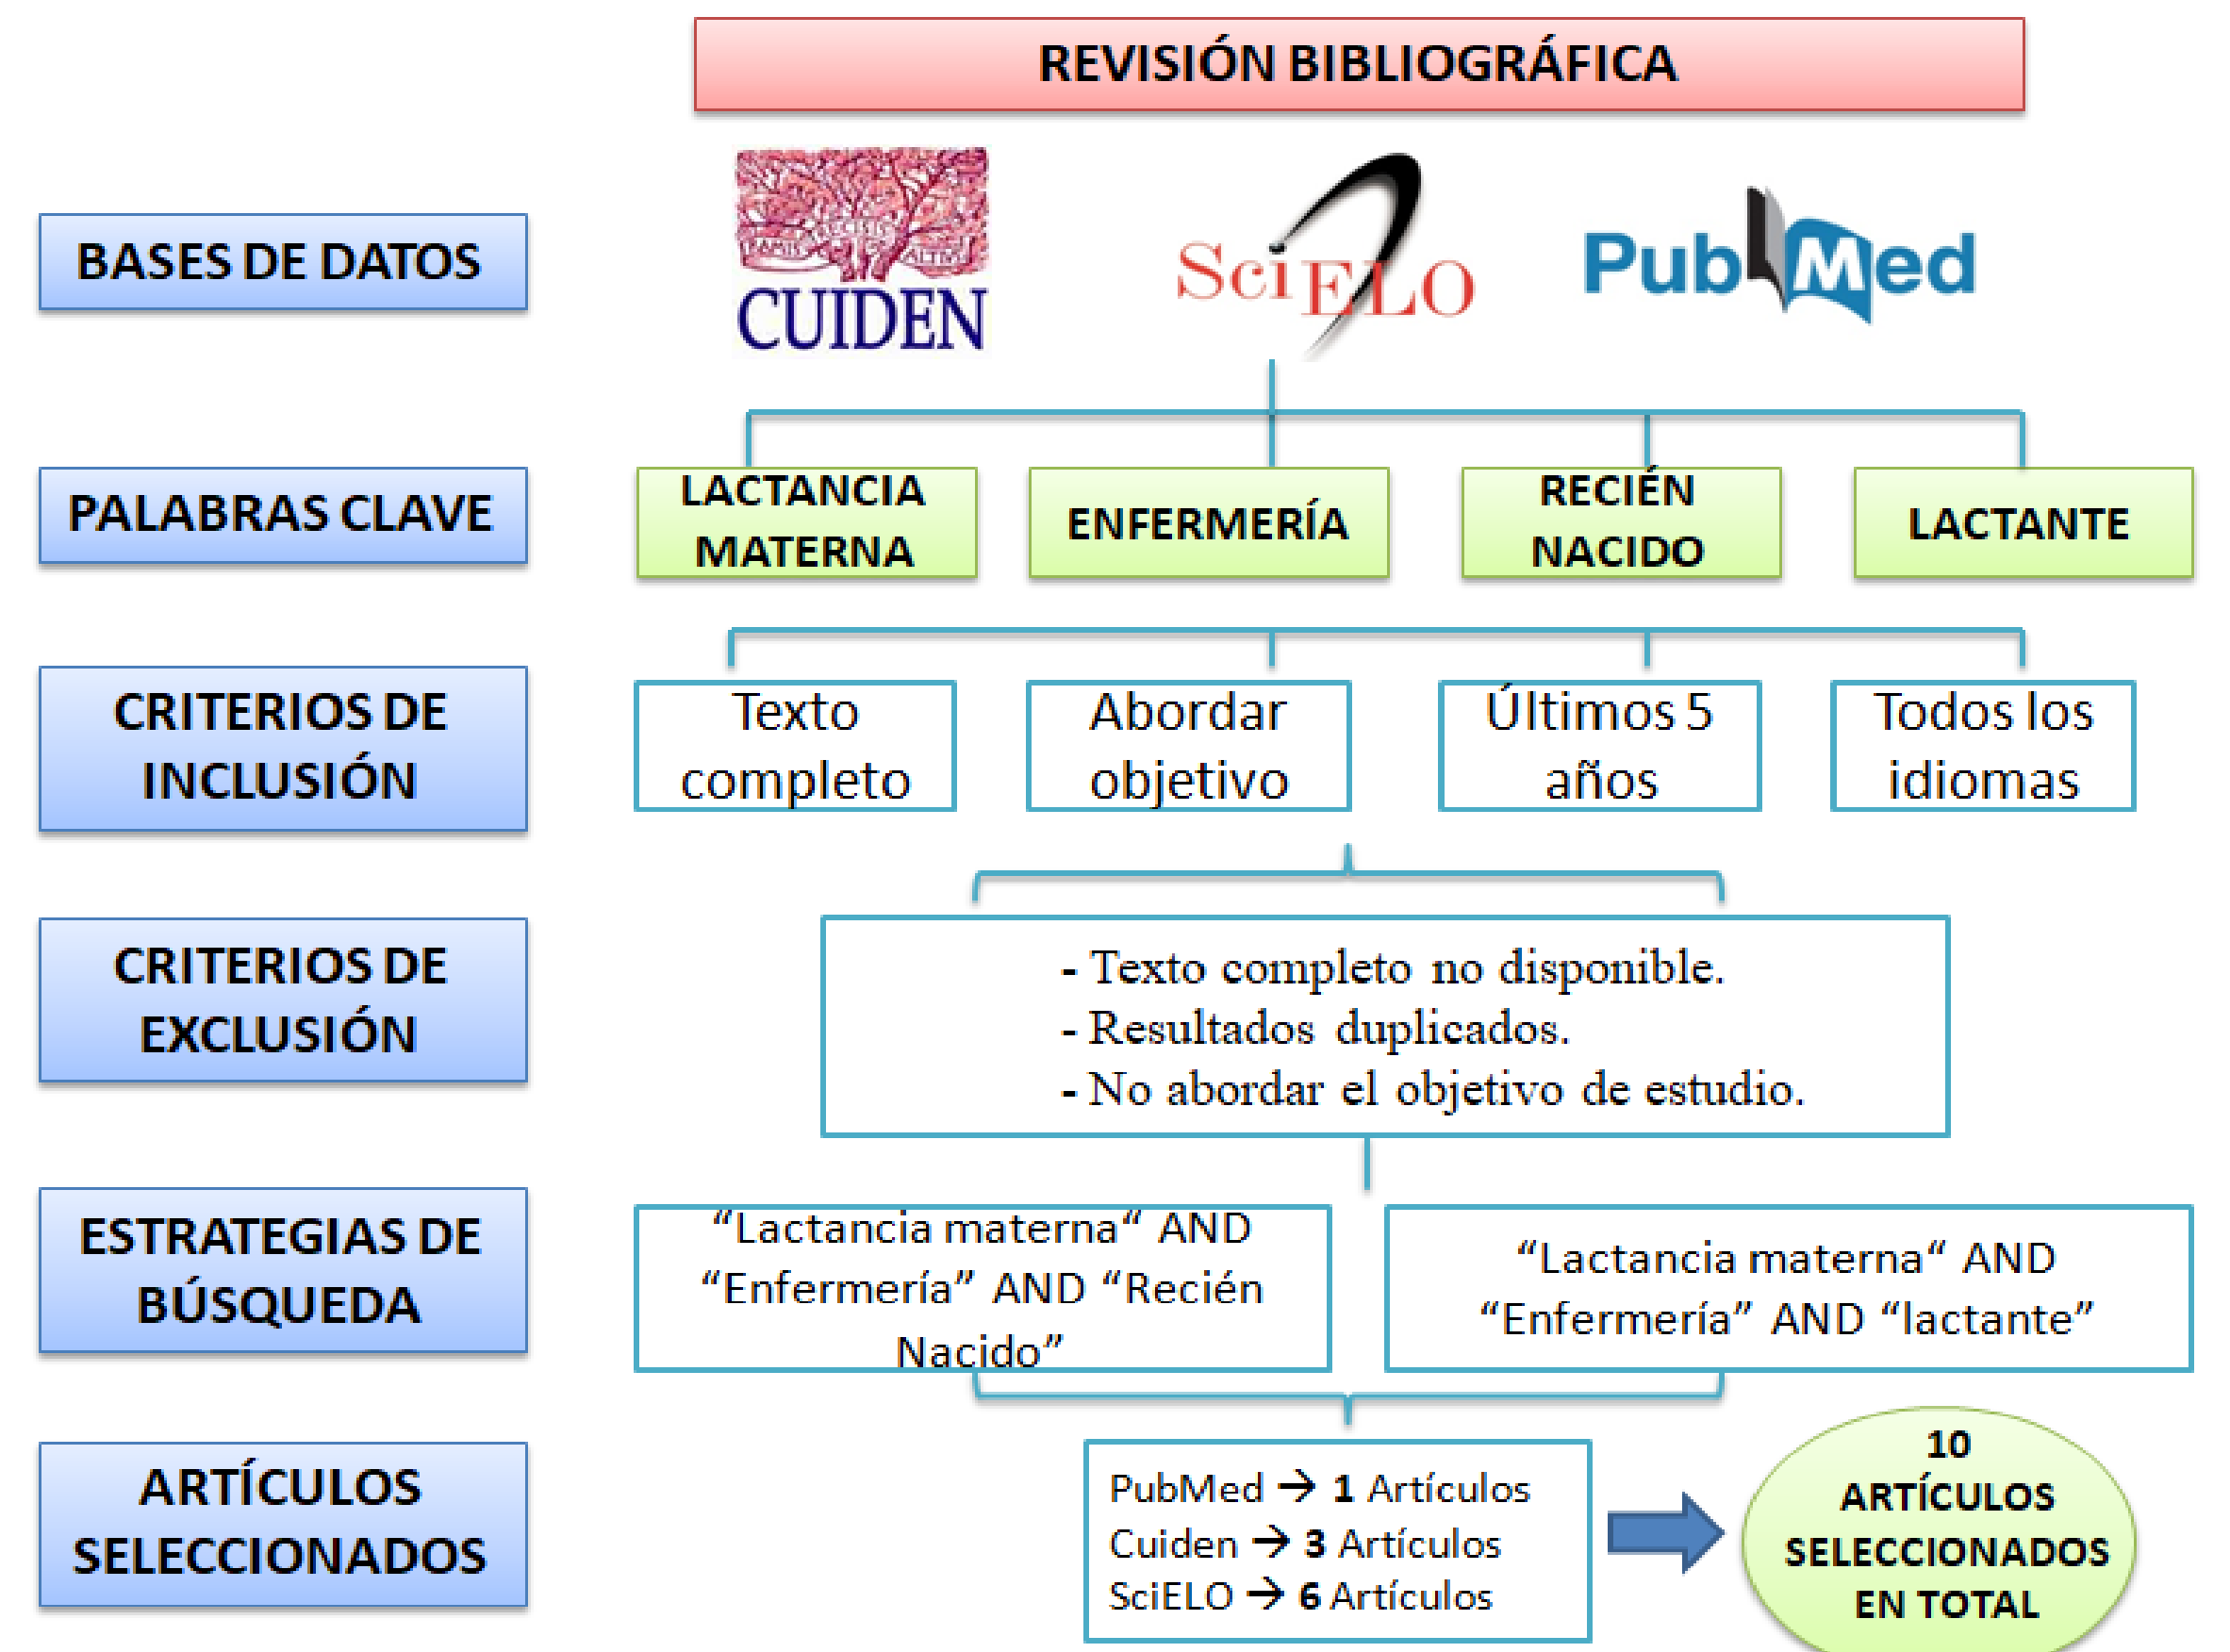 REVISIÓN BIBLIOGRÁFICA
BASES DE DATOS
CUIDEN
SciELO
PubMed
PALABRAS CLAVE
LACTANCIA
MATERNA
ENFERMERÍA
RECIÉN
NACIDO
LACTANTE
CRITERIOS DE
INCLUSIÓN
Texto
completo
Abordar
objetivo
Últimos 5
años
Todos los
idiomas
CRITERIOS DE
EXCLUSIÓN
- Texto completo no disponible.
- Resultados duplicados.
- No abordar el objetivo de estudio.
ESTRATEGIAS DE
BÚSQUEDA
“Lactancia materna“ AND
“Enfermería” AND “Recién
Nacido”
“Lactancia materna“ AND
“Enfermería” AND “lactante”
ARTÍCULOS
SELECCIONADOS
PubMed → 1 Artículos
Cuiden → 3 Artículos
SciELO → 6 Artículos
10
ARTÍCULOS
SELECCIONADOS
EN TOTAL